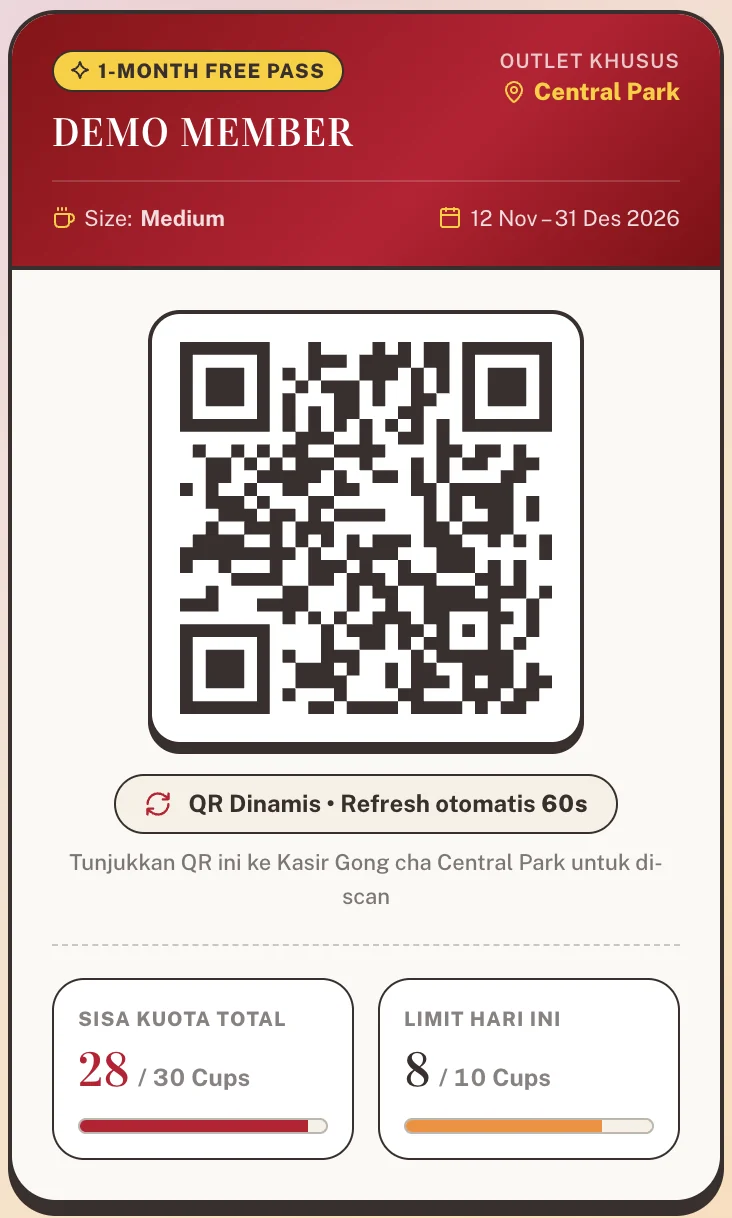 1-MONTH FREE PASS
DEMO MEMBER
OUTLET KHUSUS
Central Park
Size: Medium
12 Nov – 31 Des 2026
QR Dinamis • Refresh otomatis 60s
Tunjukkan QR ini ke Kasir Gong cha Central Park untuk di-
scan
SISA KUOTA TOTAL
28 / 30 Cups
LIMIT HARI INI
8 / 10 Cups